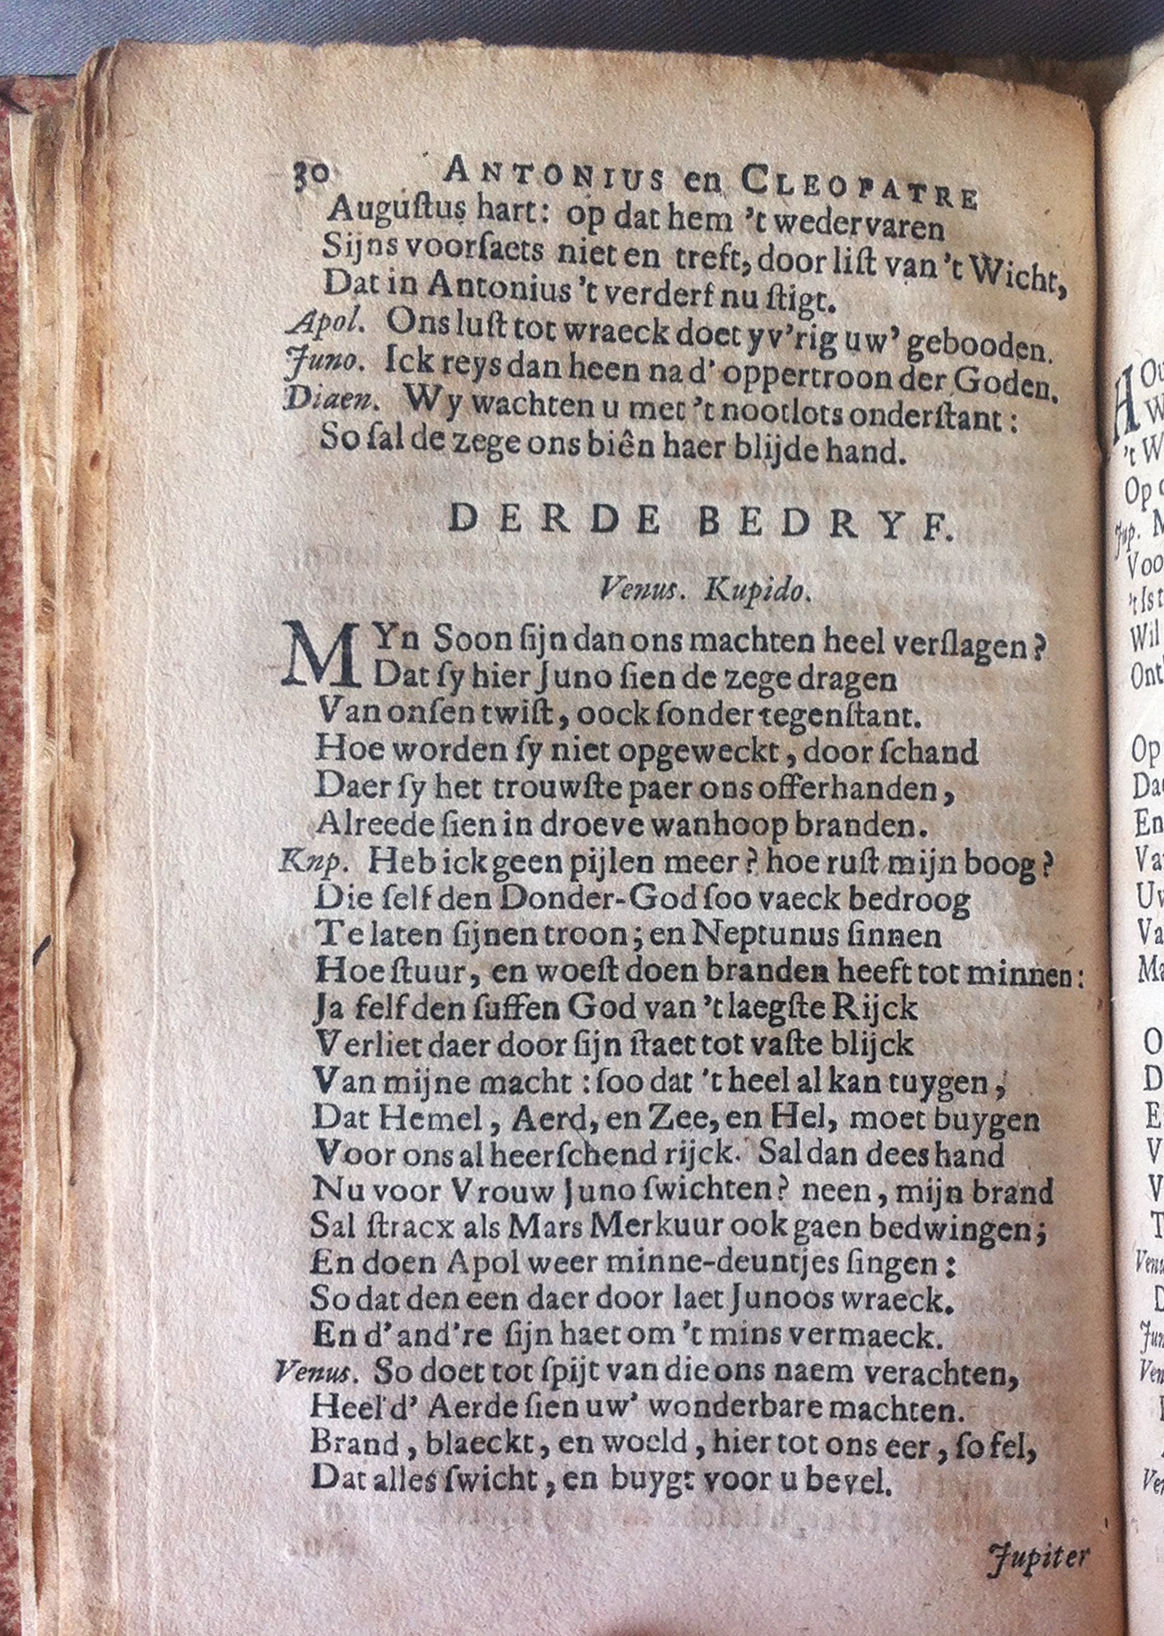 30 ANTONIUS en CLEOPATRE
Auguſtus hart: op dat hem 't wedervaren
Sijns voorſaets niet en treft, door liſt van 't Wicht,
Dat in Antonius 't verderf nu ſtigt.
Apol. Ons luſt tot wraeck doet yv'rig uw' gebooden.
Juno. Ick reys dan heen na d' oppertroon der Goden.
Diaen. Wy wachten u met 't nootlots onderſtant:
So ſal de zege ons biên haer blijde hand.
DERDE BEDRYF.
Venus. Kupido.
MYn Soon ſijn dan ons machten heel verſlagen?
Dat ſy hier Juno ſien de zege dragen
Van onſen twiſt, oock ſonder tegenſtant.
Hoe worden ſy niet opgeweckt, door ſchand
Daer ſy het trouwſte paer ons offerhanden,
Alreede ſien in droeve wanhoop branden.
Knp. Heb ick geen pijlen meer? hoe ruſt mijn boog?
Die ſelf den Donder-God ſoo vaeck bedroog
Te laten ſijnen troon; en Neptunus ſinnen
Hoe ſtuur, en woeſt doen branden heeft tot minnen:
Ja felf den ſuffen God van 't laegſte Rijck
Verliet daer door ſijn ſtaet tot vaſte blijck
Van mijne macht: ſoo dat 't heel al kan tuygen,
Dat Hemel, Aerd, en Zee, en Hel, moet buygen
Voor ons al heerſchend rijck. Sal dan dees hand
Nu voor Vrouw Juno ſwichten? neen, mijn brand
Sal ſtracx als Mars Merkuur ook gaen bedwingen;
En doen Apol weer minne-deuntjes ſingen:
So dat den een daer door laet Junoos wraeck.
En d' and're ſijn haet om 't mins vermaeck.
Venus. So doet tot ſpijt van die ons naem verachten,
Heel d' Aerde ſien uw' wonderbare machten.
Brand, blaeckt, en woeld, hier tot ons eer, ſo fel,
Dat alles ſwicht, en buygt voor u bevel.
Jupiter